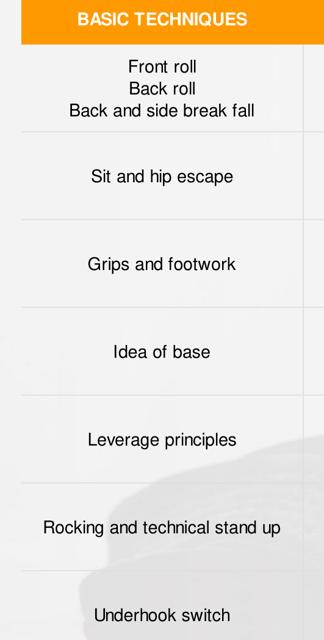 BASIC TECHNIQUES
Front roll
Back roll
Back and side break fall
Sit and hip escape
Grips and footwork
Idea of base
Leverage principles
Rocking and technical stand up
Underhook switch